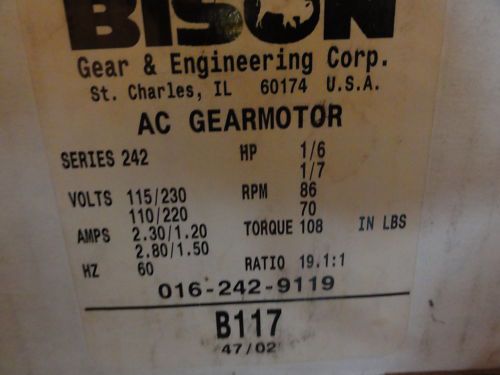 BISON
Gear & Engineering Corp.
St. Charles, IL 60174 U.S.A.
AC GEARMOTOR
SERIES 242 HP 1/6
1/7
VOLTS 115/230 RPM 86
110/220 70
AMPS 2.30/1.20 TORQUE 108 IN LBS
2.80/1.50
HZ 60 RATIO 19.1:1
016-242-9119
B117
47/02